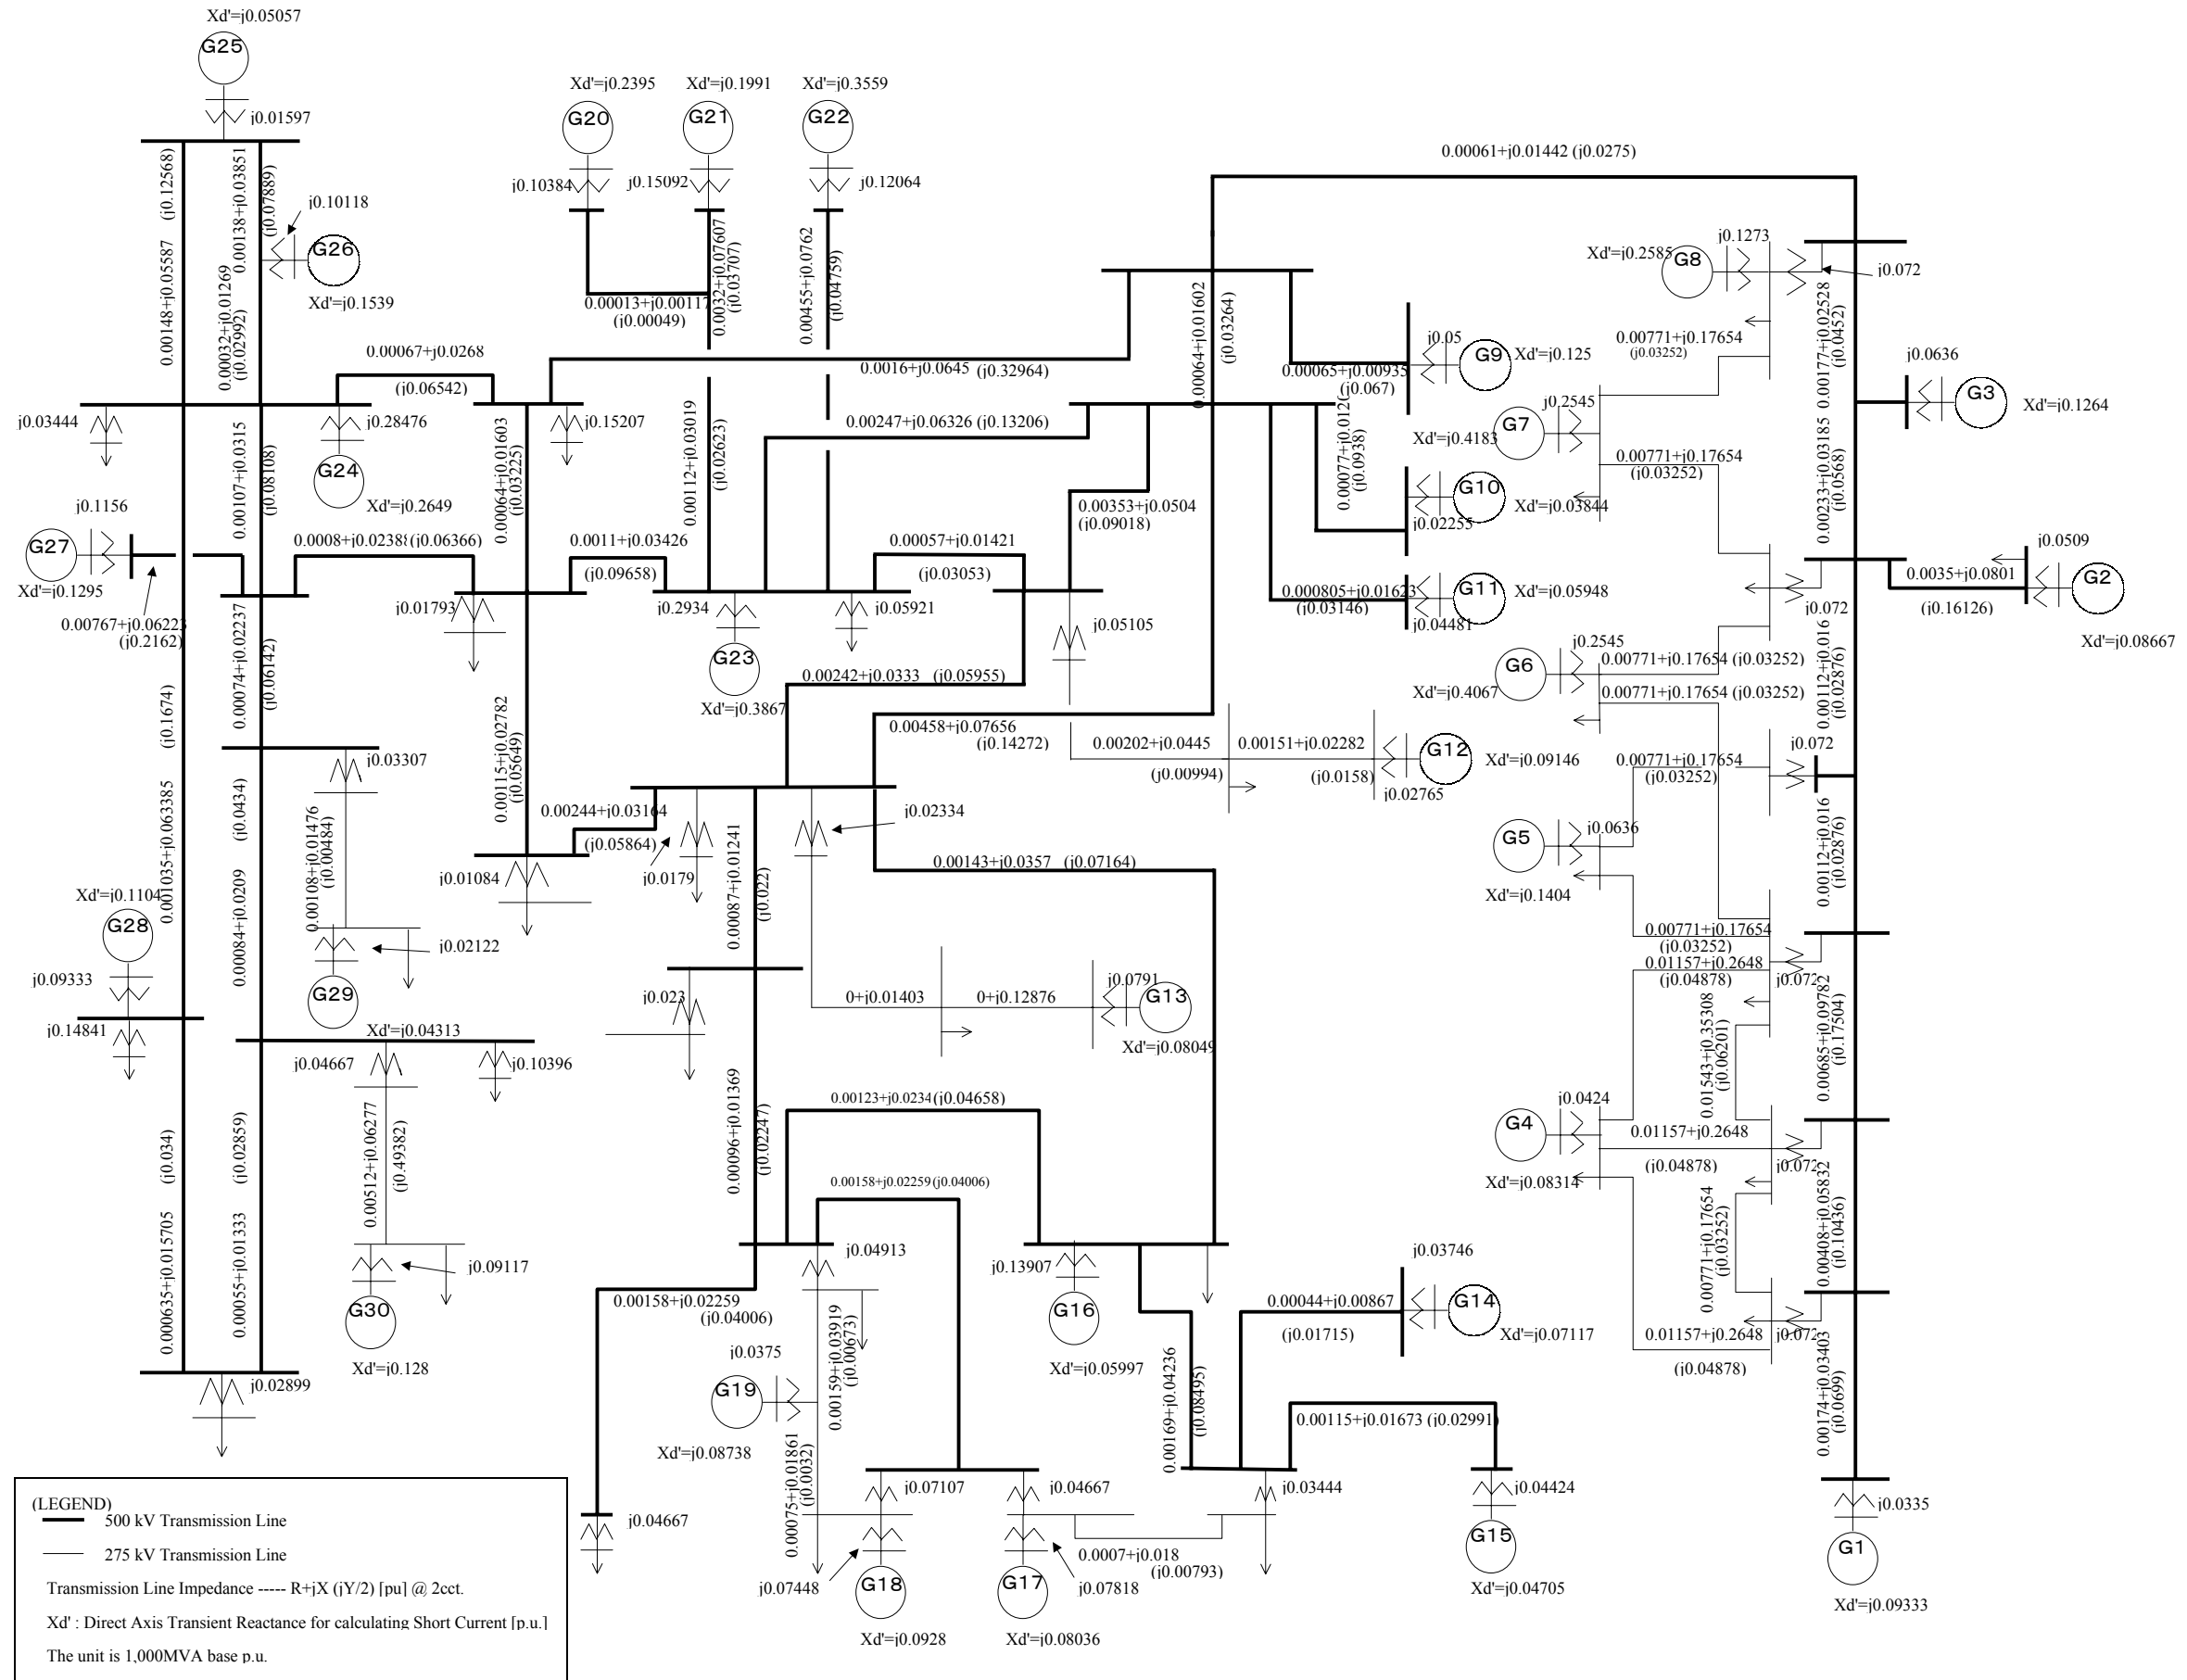 Xd'=j0.05057
G25
j0.01597
Xd'=j0.2395
Xd'=j0.1991
Xd'=j0.3559
G20
G21
G22
j0.10384
j0.15092
j0.12064
0.00061+j0.01442 (j0.0275)
0.00148+j0.05587 (j0.12568)
0.00138+j0.03851
(j0.07889)
j0.10118
G26
Xd'=j0.1539
0.00032+j0.01269
(j0.02992)
0.00013+j0.00117
(j0.00049)
0.0032+j0.07607
(j0.03707)
0.00455+j0.0762
(j0.04759)
0.00064+j0.01602
(j0.03264)
Xd'=j0.2585
G8
j0.1273
j0.072
0.00771+j0.17654
(j0.03252)
0.00177+j0.02528
(j0.0452)
j0.0636
G3
Xd'=j0.1264
0.00067+j0.0268
(j0.06542)
0.0016+j0.0645 (j0.32964)
j0.05
G9
Xd'=j0.125
0.00065+j0.00935
(j0.067)
j0.03444
j0.28476
G24
Xd'=j0.2649
j0.15207
0.00247+j0.06326 (j0.13206)
0.00077+j0.012
(j0.0938)
j0.2545
G7
Xd'=j0.4183
0.00771+j0.17654
(j0.03252)
0.00107+j0.0315
(j0.08108)
0.00064+j0.01603
(j0.03225)
0.00112+j0.03019
(j0.02623)
0.00353+j0.0504
(j0.09018)
G10
Xd'=j0.03844
j0.02255
0.00233+j0.03185
(j0.0568)
j0.1156
G27
Xd'=j0.1295
0.00767+j0.06223
(j0.2162)
0.0008+j0.0238
(j0.06366)
0.0011+j0.03426
(j0.09658)
0.00057+j0.01421
(j0.03053)
j0.01793
j0.2934
G23
Xd'=j0.3867
j0.05921
j0.05105
0.000805+j0.01623
(j0.03146)
G11
Xd'=j0.05948
j0.04481
j0.072
j0.0509
0.0035+j0.0801
(j0.16126)
G2
Xd'=j0.08667
0.00074+j0.02237
(j0.06142)
0.00242+j0.0333 (j0.05955)
j0.2545
G6
Xd'=j0.4067
0.00771+j0.17654 (j0.03252)
0.00771+j0.17654 (j0.03252)
0.00112+j0.016
(j0.02876)
0.001035+j0.063385 (j0.1674)
0.00115+j0.02782
(j0.05649)
0.00458+j0.07656
(j0.14272)
0.00202+j0.0445
(j0.00994)
0.00151+j0.02282
(j0.0158)
G12
Xd'=j0.09146
j0.02765
j0.072
0.00771+j0.17654
(j0.03252)
j0.03307
0.00108+j0.01476
(j0.00484)
0.00084+j0.0209 (j0.0434)
0.00244+j0.03164
(j0.05864)
j0.02334
j0.01084
j0.0179
0.00087+j0.01241
(j0.022)
0.00143+j0.0357 (j0.07164)
j0.0636
G5
Xd'=j0.1404
0.00112+j0.016
(j0.02876)
Xd'=j0.1104
G28
j0.09333
j0.14841
j0.02122
G29
Xd'=j0.04313
0.00771+j0.17654
(j0.03252)
0.01157+j0.2648
(j0.04878)
j0.072
j0.023
0+j0.01403
0+j0.12876
j0.0791
G13
Xd'=j0.08049
0.01543+j0.35308
(j0.06201)
0.00685+j0.09782
(j0.17504)
j0.04667
j0.10396
0.00512+j0.06277
(j0.49382)
0.00096+j0.01369
(j0.02247)
0.00123+j0.0234
(j0.04658)
j0.0424
G4
Xd'=j0.08314
0.01157+j0.2648
(j0.04878)
j0.072
0.000635+j0.015705 (j0.034)
0.00055+j0.01333 (j0.02859)
0.00158+j0.02259
(j0.04006)
0.00771+j0.17654
(j0.03252)
0.00408+j0.05832
(j0.10436)
j0.09117
G30
Xd'=j0.128
j0.04913
j0.13907
G16
Xd'=j0.05997
0.00158+j0.02259
(j0.04006)
j0.03746
0.00044+j0.00867
(j0.01715)
G14
Xd'=j0.07117
0.01157+j0.2648
(j0.04878)
j0.072
0.00174+j0.03403
(j0.0699)
j0.02899
j0.0375
G19
Xd'=j0.08738
0.00159+j0.03919
(j0.00673)
0.00169+j0.04236
(j0.08495)
0.00115+j0.01673 (j0.02991)
0.00075+j0.01861
(j0.0032)
j0.07107
j0.04667
j0.03444
j0.04424
j0.0335
j0.04667
G15
Xd'=j0.04705
G1
Xd'=j0.09333
j0.07448
G18
Xd'=j0.0928
G17
j0.07818
Xd'=j0.08036
0.0007+j0.018
(j0.00793)
(LEGEND)
500 kV Transmission Line
275 kV Transmission Line
Transmission Line Impedance ----- R+jX (jY/2) [pu] @ 2cct.
Xd' : Direct Axis Transient Reactance for calculating Short Current [p.u.]
The unit is 1,000MVA base p.u.